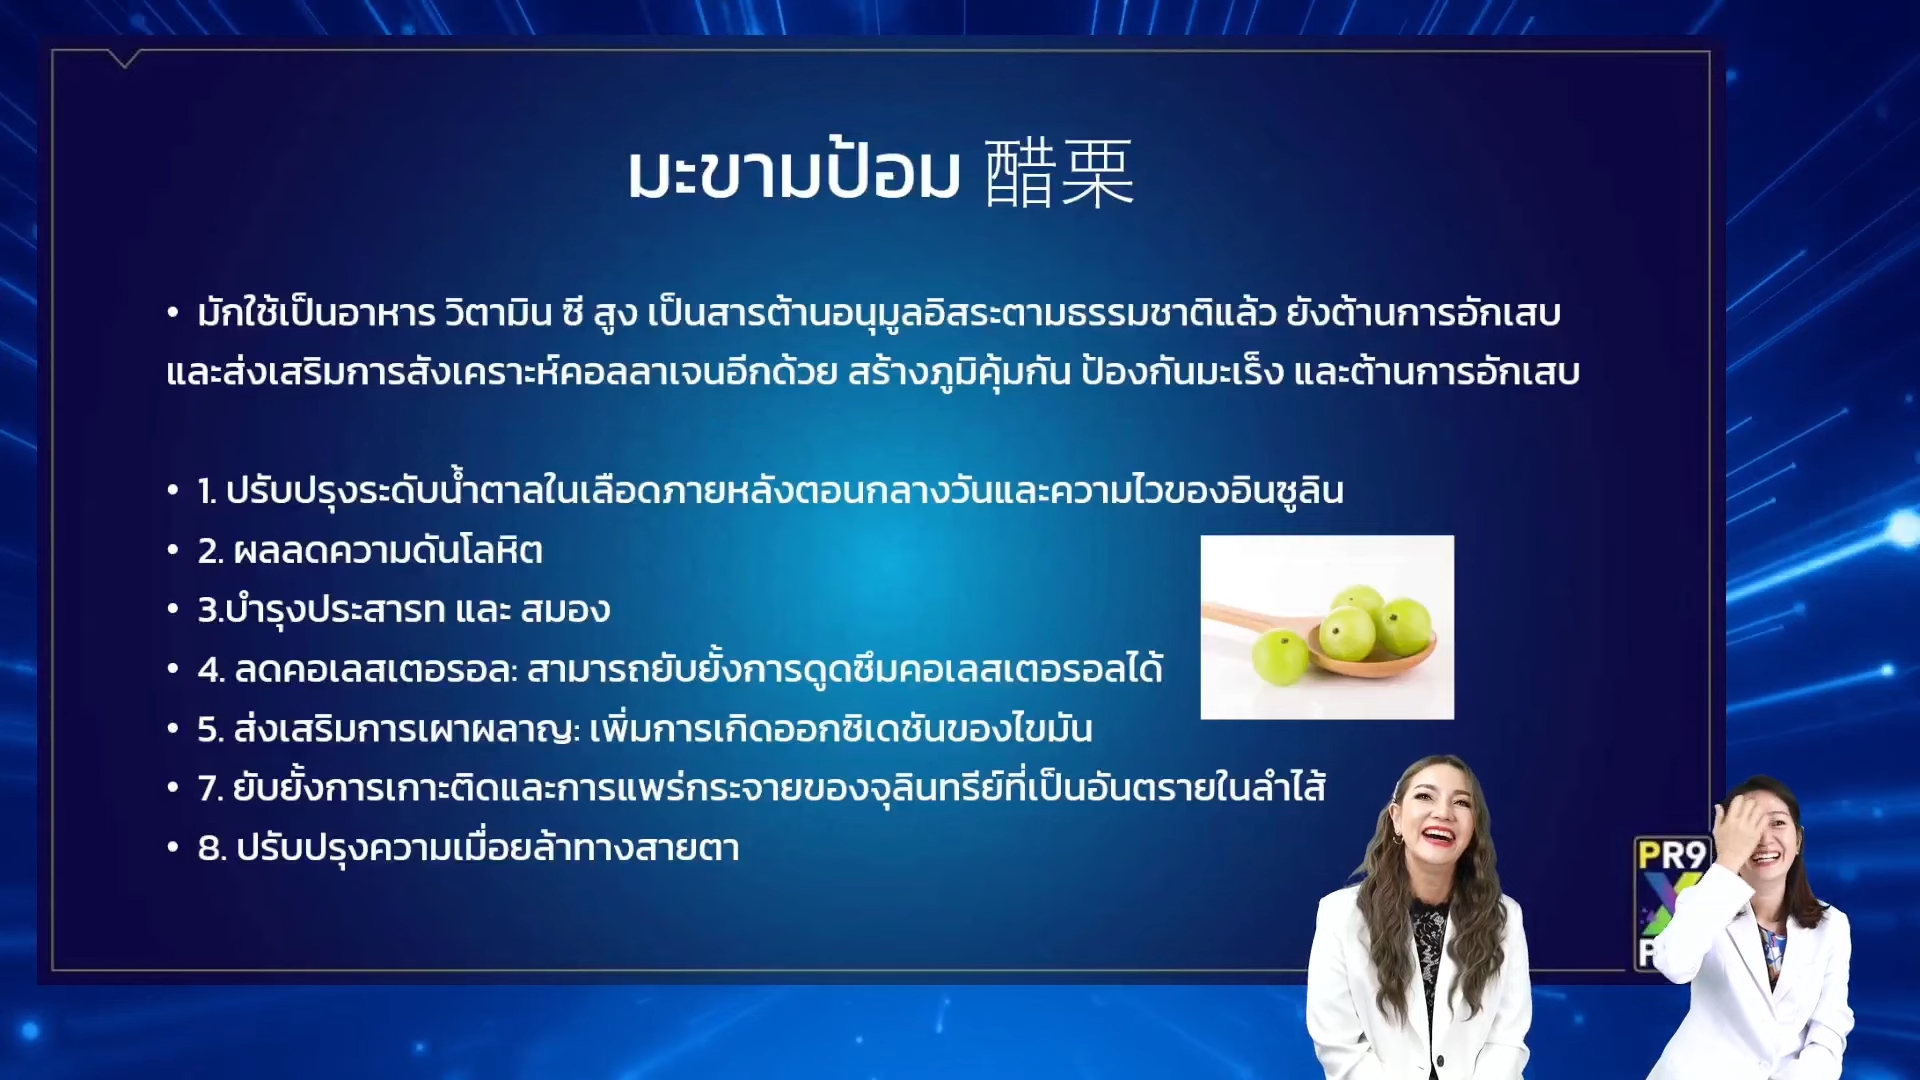 มะขามป้อม 醋栗
• มักใช้เป็นอาหาร วิตามิน ซี สูง เป็นสารต้านอนุมูลอิสระตามธรรมชาติแล้ว ยังต้านการอักเสบ
และส่งเสริมการสังเคราะห์คอลลาเจนอีกด้วย สร้างภูมิคุ้มกัน ป้องกันมะเร็ง และต้านการอักเสบ
• 1. ปรับปรุงระดับน้ำตาลในเลือดภายหลังตอนกลางวันและความไวของอินซูลิน
• 2. ผลลดความดันโลหิต
• 3.บำรุงประสารท และ สมอง
• 4. ลดคอเลสเตอรอล: สามารถยับยั้งการดูดซึมคอเลสเตอรอลได้
• 5. ส่งเสริมการเผาผลาญ: เพิ่มการเกิดออกซิเดชันของไขมัน
• 7. ยับยั้งการเกาะติดและการแพร่กระจายของจุลินทรีย์ที่เป็นอันตรายในลำไส้
• 8. ปรับปรุงความเมื่อยล้าทางสายตา
PR9
X